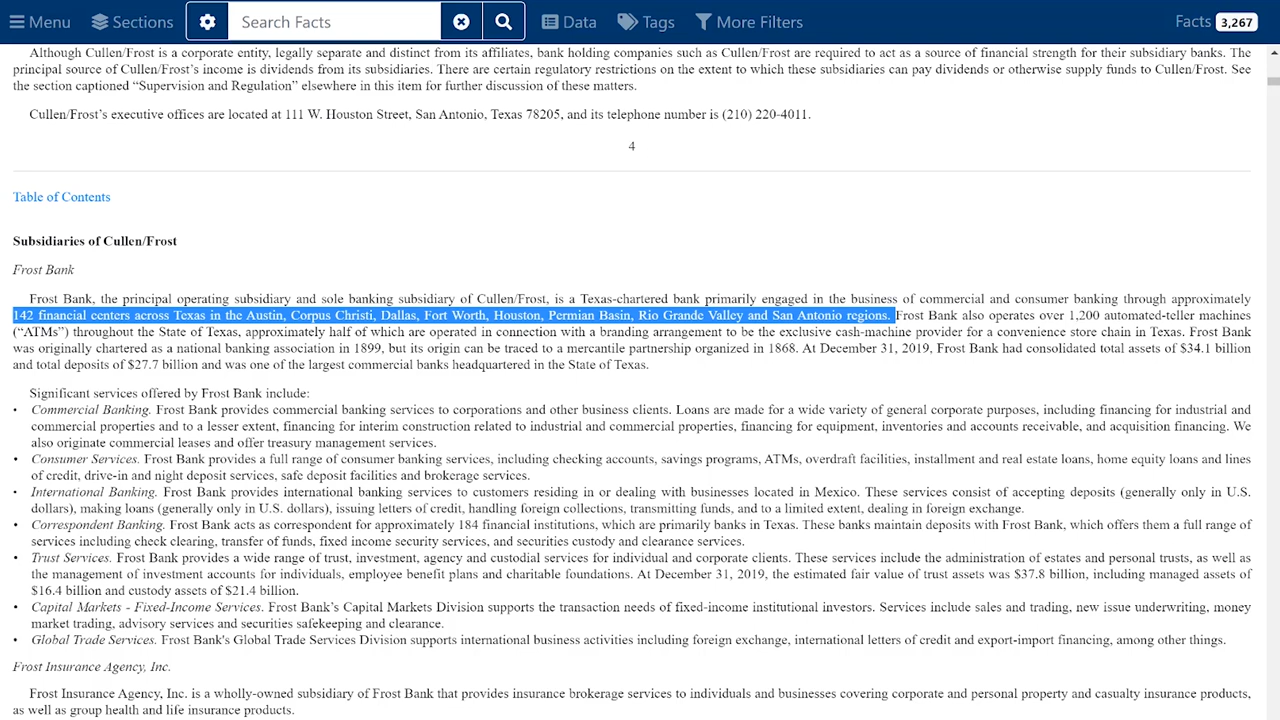 Menu Sections Search Facts Data Tags More Filters Facts 3,267
Although Cullen/Frost is a corporate entity, legally separate and distinct from its affiliates, bank holding companies such as Cullen/Frost are required to act as a source of financial strength for their subsidiary banks. The
principal source of Cullen/Frost’s income is dividends from its subsidiaries. There are certain regulatory restrictions on the extent to which these subsidiaries can pay dividends or otherwise supply funds to Cullen/Frost. See
the section captioned “Supervision and Regulation” elsewhere in this item for further discussion of these matters.
Cullen/Frost’s executive offices are located at 111 W. Houston Street, San Antonio, Texas 78205, and its telephone number is (210) 220-4011.
4
Table of Contents
Subsidiaries of Cullen/Frost
Frost Bank
Frost Bank, the principal operating subsidiary and sole banking subsidiary of Cullen/Frost, is a Texas-chartered bank primarily engaged in the business of commercial and consumer banking through approximately
142 financial centers across Texas in the Austin, Corpus Christi, Dallas, Fort Worth, Houston, Permian Basin, Rio Grande Valley and San Antonio regions. Frost Bank also operates over 1,200 automated-teller machines
(“ATMs”) throughout the State of Texas, approximately half of which are operated in connection with a branding arrangement to be the exclusive cash-machine provider for a convenience store chain in Texas. Frost Bank
was originally chartered as a national banking association in 1899, but its origin can be traced to a mercantile partnership organized in 1868. At December 31, 2019, Frost Bank had consolidated total assets of $34.1 billion
and total deposits of $27.7 billion and was one of the largest commercial banks headquartered in the State of Texas.
Significant services offered by Frost Bank include:
• Commercial Banking. Frost Bank provides commercial banking services to corporations and other business clients. Loans are made for a wide variety of general corporate purposes, including financing for industrial and
commercial properties and to a lesser extent, financing for interim construction related to industrial and commercial properties, financing for equipment, inventories and accounts receivable, and acquisition financing. We
also originate commercial leases and offer treasury management services.
• Consumer Services. Frost Bank provides a full range of consumer banking services, including checking accounts, savings programs, ATMs, overdraft facilities, installment and real estate loans, home equity loans and lines
of credit, drive-in and night deposit services, safe deposit facilities and brokerage services.
• International Banking. Frost Bank provides international banking services to customers residing in or dealing with businesses located in Mexico. These services consist of accepting deposits (generally only in U.S.
dollars), making loans (generally only in U.S. dollars), issuing letters of credit, handling foreign collections, transmitting funds, and to a limited extent, dealing in foreign exchange.
• Correspondent Banking. Frost Bank acts as correspondent for approximately 184 financial institutions, which are primarily banks in Texas. These banks maintain deposits with Frost Bank, which offers them a full range of
services including check clearing, transfer of funds, fixed income security services, and securities custody and clearance services.
• Trust Services. Frost Bank provides a wide range of trust, investment, agency and custodial services for individual and corporate clients. These services include the administration of estates and personal trusts, as well as
the management of investment accounts for individuals, employee benefit plans and charitable foundations. At December 31, 2019, the estimated fair value of trust assets was $37.8 billion, including managed assets of
$16.4 billion and custody assets of $21.4 billion.
• Capital Markets - Fixed-Income Services. Frost Bank’s Capital Markets Division supports the transaction needs of fixed-income institutional investors. Services include sales and trading, new issue underwriting, money
market trading, advisory services and securities safekeeping and clearance.
• Global Trade Services. Frost Bank's Global Trade Services Division supports international business activities including foreign exchange, international letters of credit and export-import financing, among other things.
Frost Insurance Agency, Inc.
Frost Insurance Agency, Inc. is a wholly-owned subsidiary of Frost Bank that provides insurance brokerage services to individuals and businesses covering corporate and personal property and casualty insurance products,
as well as group health and life insurance products.